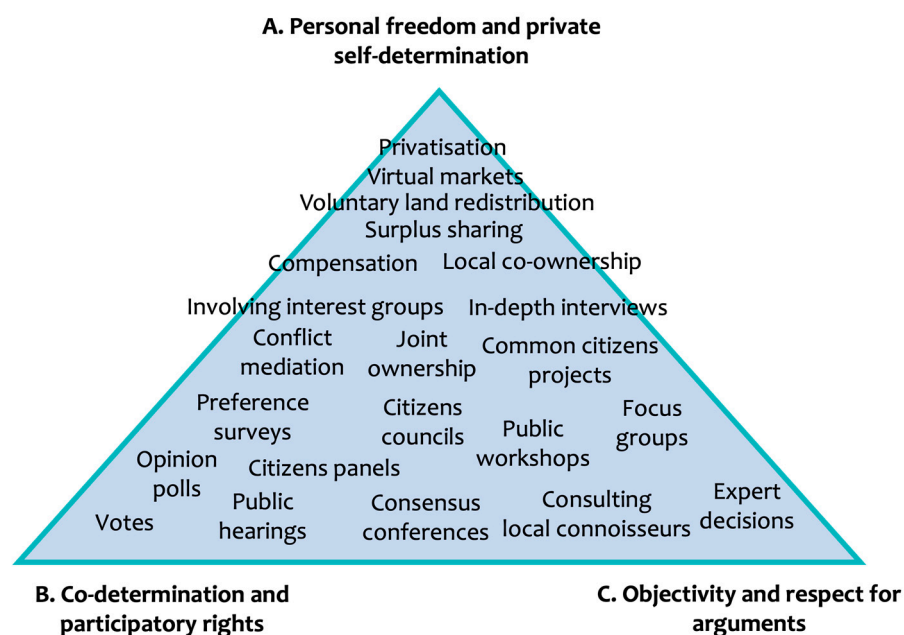 A. Personal freedom and private
self-determination
Privatisation
Virtual markets
Voluntary land redistribution
Surplus sharing
Compensation
Local co-ownership
Involving interest groups
In-depth interviews
Conflict
mediation
Joint
ownership
Common citizens
projects
Preference
surveys
Citizens
councils
Public
workshops
Focus
groups
Opinion
polls
Citizens panels
Votes
Public
hearings
Consensus
conferences
Consulting
local connoisseurs
Expert
decisions
B. Co-determination and
participatory rights
C. Objectivity and respect for
arguments